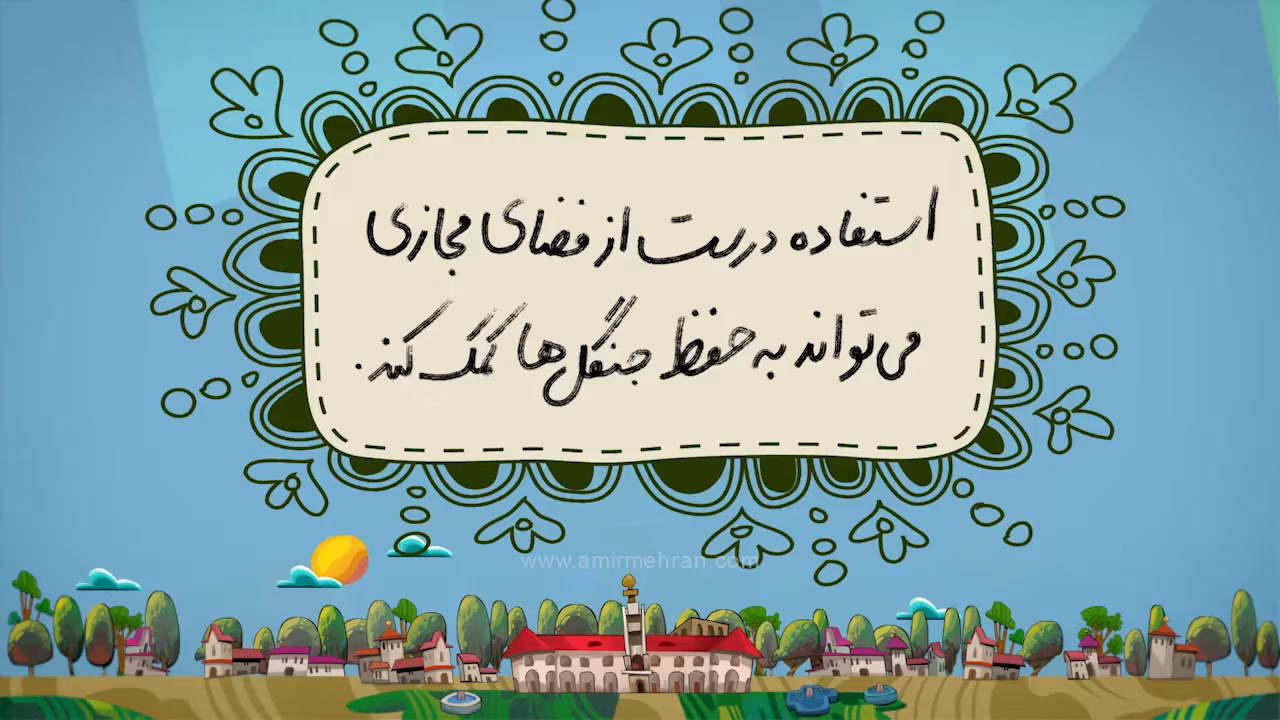 استفاده درست از فضای مجازی
می‌تواند به حفظ جنگل‌ها کمک کند.
www.amirmehran.com